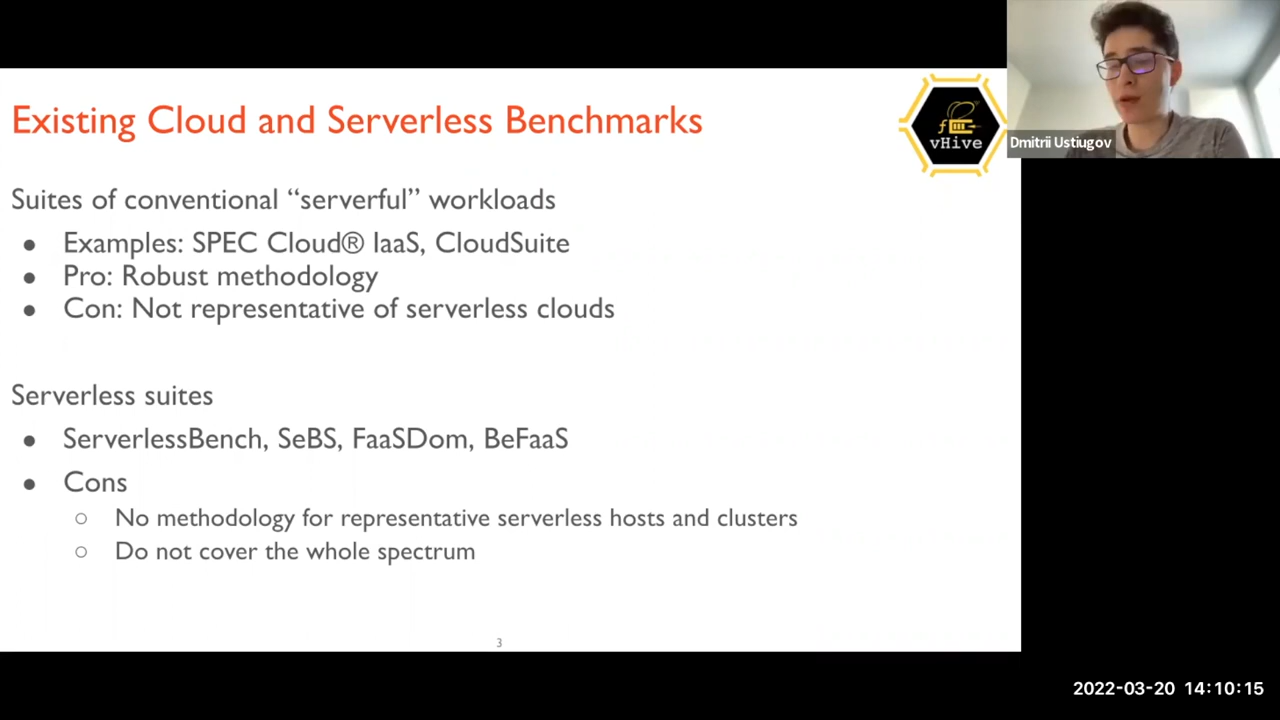 Existing Cloud and Serverless Benchmarks
vHive
Dmitrii Ustiugov
Suites of conventional “serverful” workloads
● Examples: SPEC Cloud® IaaS, CloudSuite
● Pro: Robust methodology
● Con: Not representative of serverless clouds
Serverless suites
● ServerlessBench, SeBS, FaaSDom, BeFaaS
● Cons
○ No methodology for representative serverless hosts and clusters
○ Do not cover the whole spectrum
3
2022-03-20 14:10:15